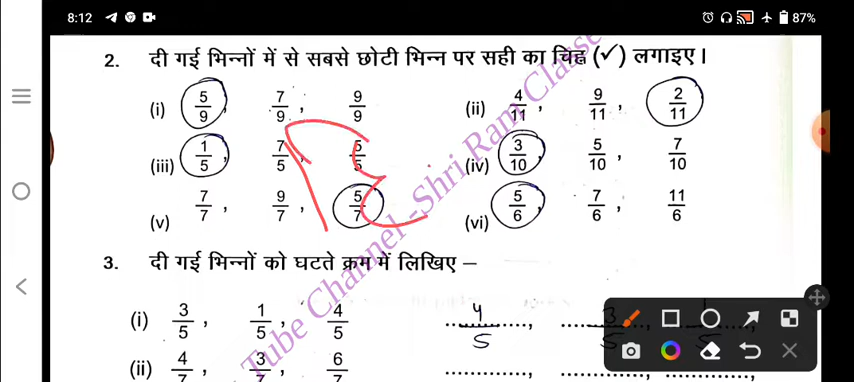 8:12 87%
2. दी गई भिन्नों में से सबसे छोटी भिन्न पर सही का चिह्न (✓) लगाइए।
(i) 5/9, 7/9, 9/9 (ii) 4/11, 9/11, 2/11
(iii) 1/5, 7/5, 5/5 (iv) 3/10, 5/10, 7/10
(v) 7/7, 9/7, 5/7 (vi) 5/6, 7/6, 11/6
3. दी गई भिन्नों को घटते क्रम में लिखिए –
(i) 3/5, 1/5, 4/5 4/5, 3/5,
(ii) 4/7, 3/7, 6/7
Tube Channel -Shri Ram Classe